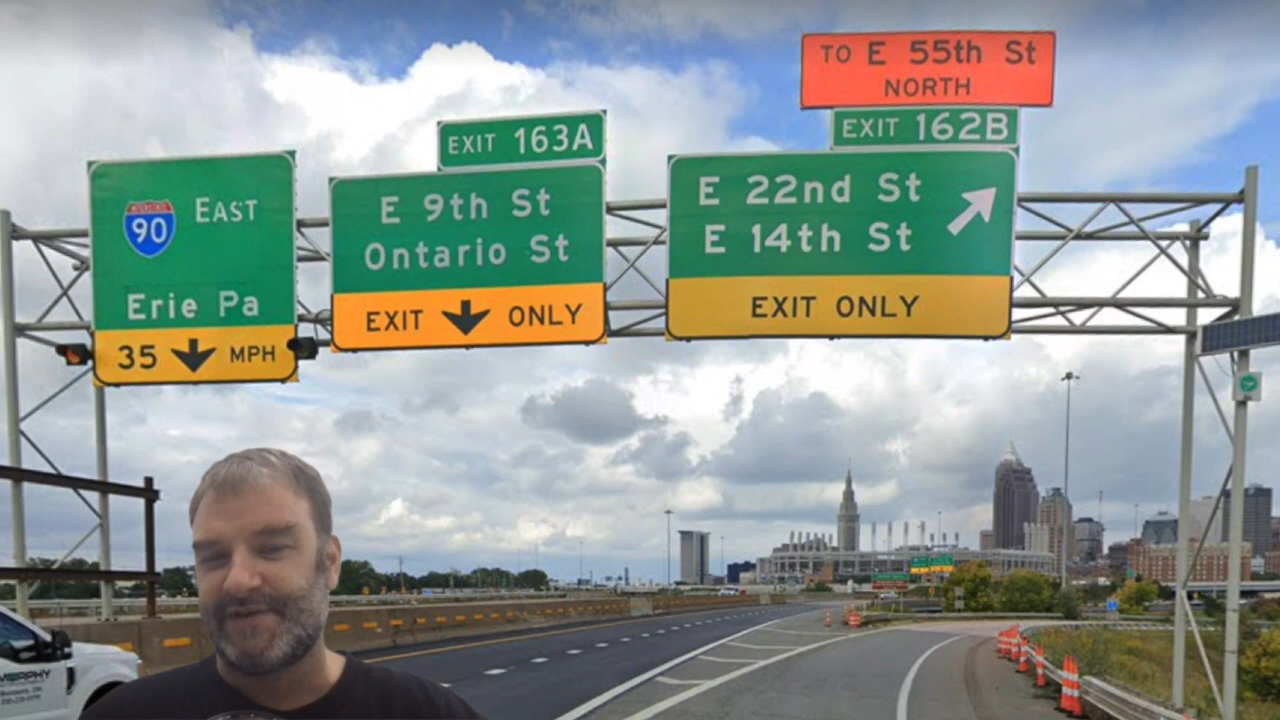 TO E 55th St
NORTH
EXIT 162B
E 22nd St
E 14th St
EXIT ONLY
EXIT 163A
E 9th St
Ontario St
EXIT ONLY
INTERSTATE
90
EAST
Erie Pa
35 MPH
MURPHY